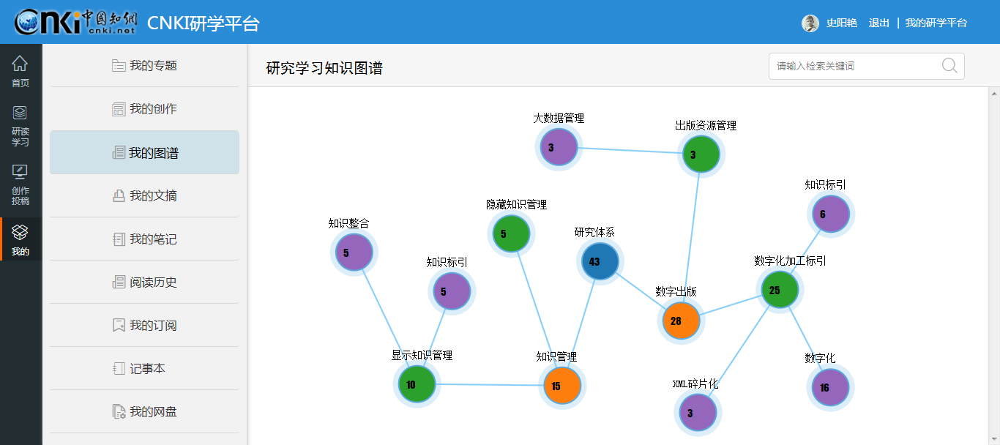 Cnki中国知网
cnki.net
CNKI研学平台
史阳艳 退出 | 我的研学平台
首页
研读
学习
创作
投稿
我的
我的专题
我的创作
我的图谱
我的文摘
我的笔记
阅读历史
我的订阅
记事本
我的网盘
研究学习知识图谱
请输入检索关键词
大数据管理
3
出版资源管理
3
知识标引
6
隐藏知识管理
5
知识整合
5
研究体系
43
知识标引
5
数字化加工标引
25
数字出版
28
显示知识管理
10
知识管理
15
数字化
16
XML碎片化
3